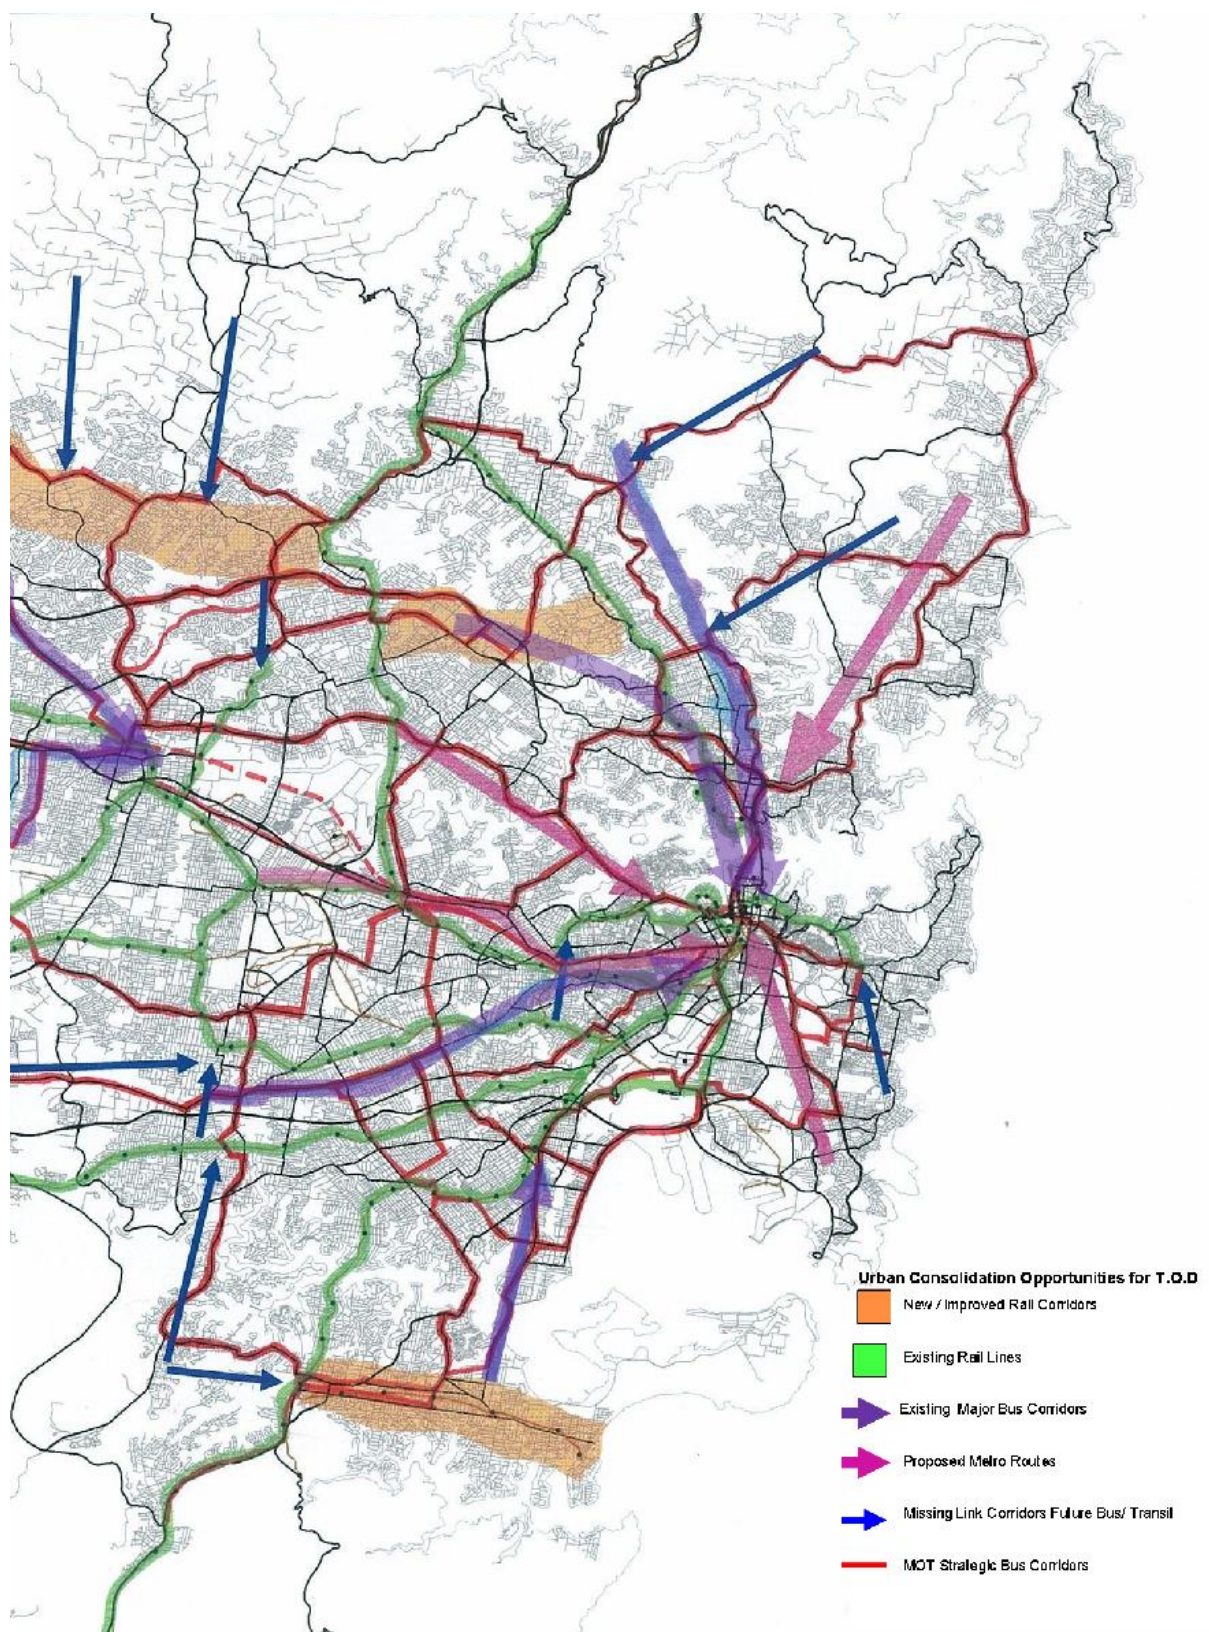 Urban Consolidation Opportunities for T.O.D
New / Improved Rail Corridors
Existing Rail Lines
Existing Major Bus Corridors
Proposed Metro Routes
Missing Link Corridors Future Bus/ Transit
MOT Strategic Bus Corridors